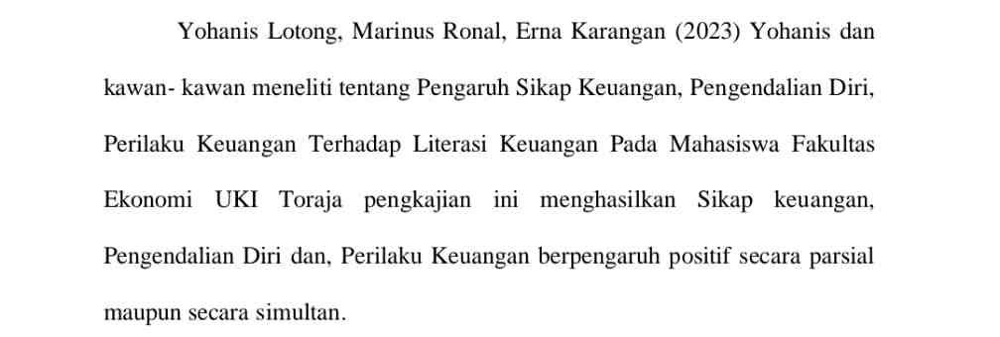 Yohanis Lotong, Marinus Ronal, Erna Karangan (2023) Yohanis dan
kawan- kawan meneliti tentang Pengaruh Sikap Keuangan, Pengendalian Diri,
Perilaku Keuangan Terhadap Literasi Keuangan Pada Mahasiswa Fakultas
Ekonomi UKI Toraja pengkajian ini menghasilkan Sikap keuangan,
Pengendalian Diri dan, Perilaku Keuangan berpengaruh positif secara parsial
maupun secara simultan.